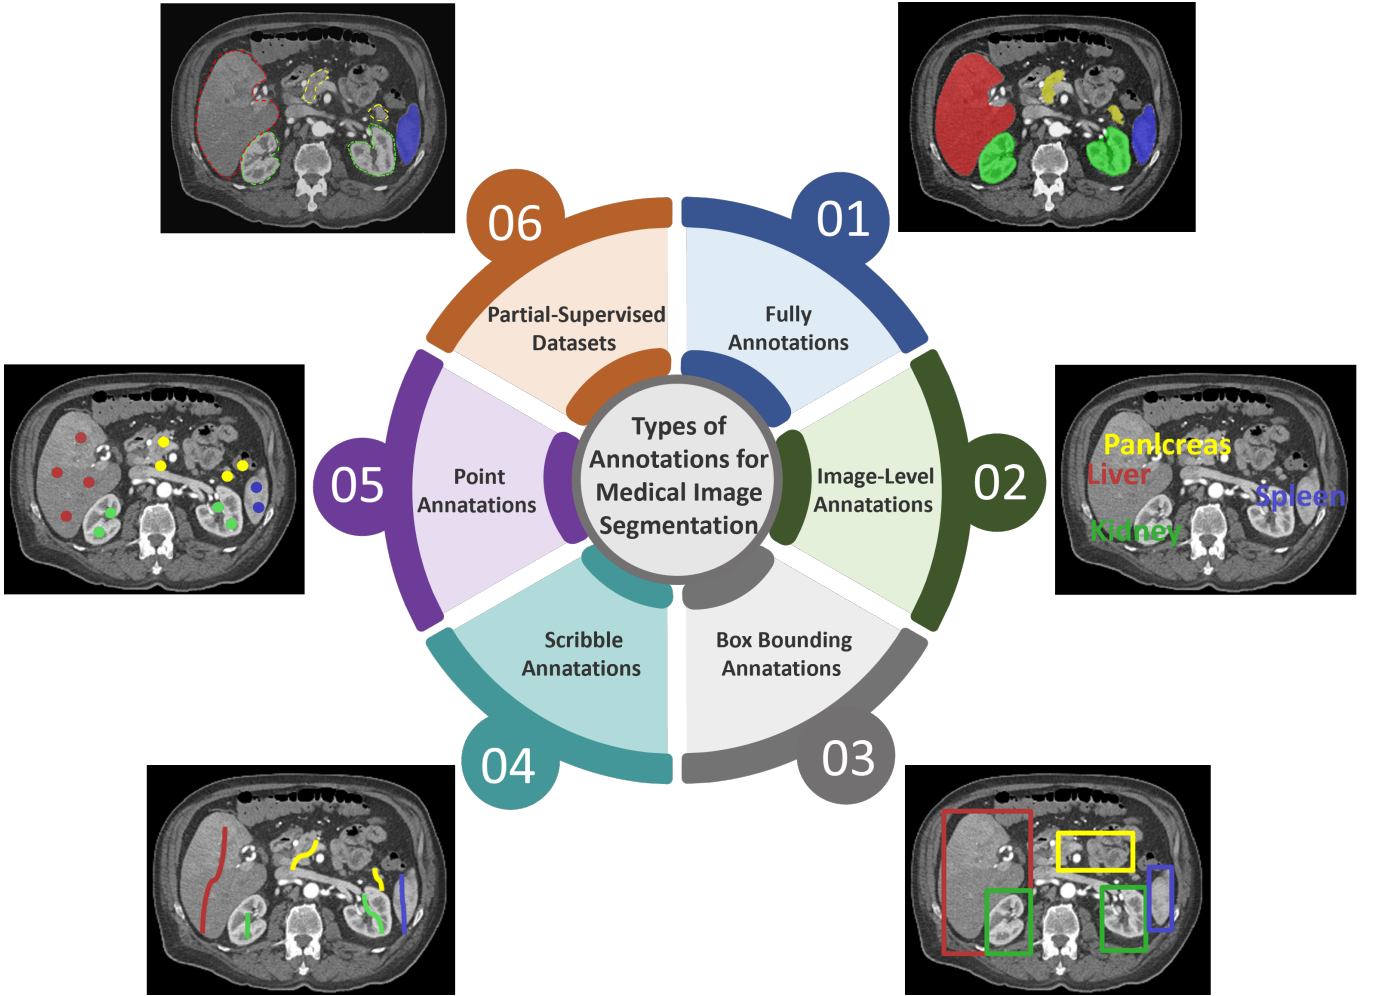 06
01
Partial-Supervised
Datasets
Fully
Annotations
Types of
Annotations for
Medical Image
Segmentation
05
Point
Annatations
Image-Level
Annatations
02
Panlcreas
Liver
Spleen
Kidney
Scribble
Annatations
Box Bounding
Annatations
04
03